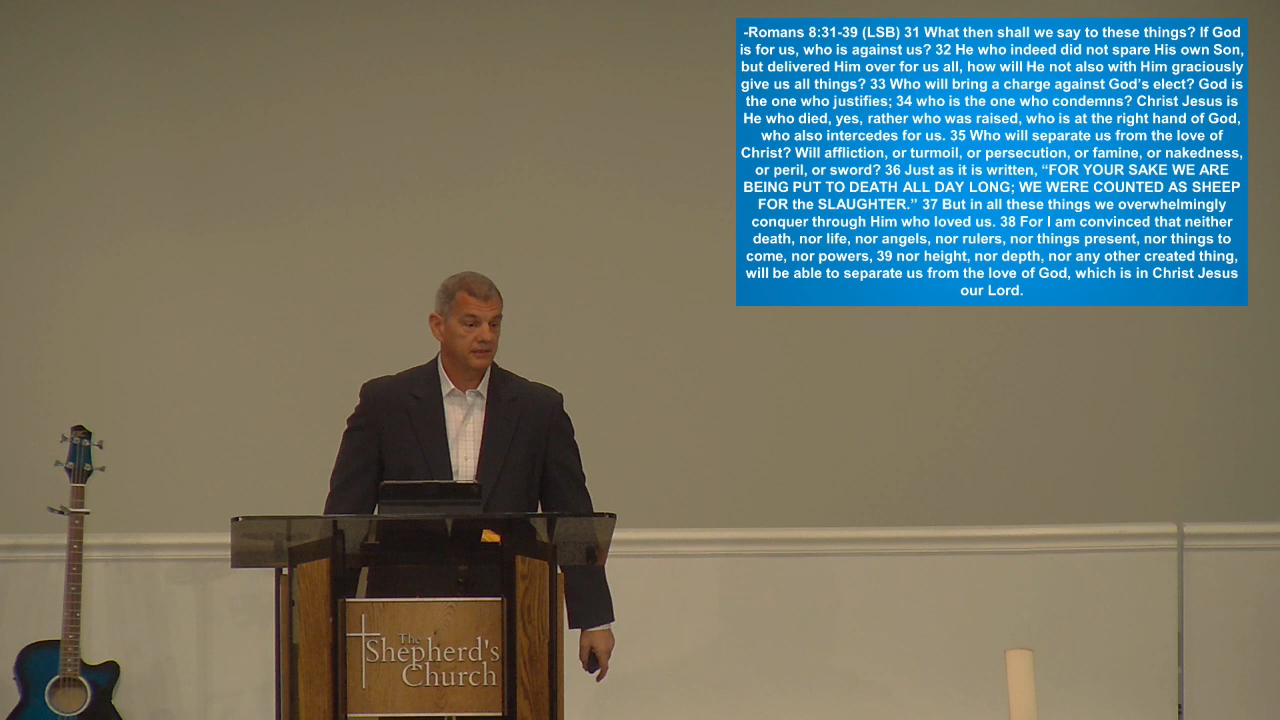 -Romans 8:31-39 (LSB) 31 What then shall we say to these things? If God
is for us, who is against us? 32 He who indeed did not spare His own Son,
but delivered Him over for us all, how will He not also with Him graciously
give us all things? 33 Who will bring a charge against God’s elect? God is
the one who justifies; 34 who is the one who condemns? Christ Jesus is
He who died, yes, rather who was raised, who is at the right hand of God,
who also intercedes for us. 35 Who will separate us from the love of
Christ? Will affliction, or turmoil, or persecution, or famine, or nakedness,
or peril, or sword? 36 Just as it is written, “FOR YOUR SAKE WE ARE
BEING PUT TO DEATH ALL DAY LONG; WE WERE COUNTED AS SHEEP
FOR the SLAUGHTER.” 37 But in all these things we overwhelmingly
conquer through Him who loved us. 38 For I am convinced that neither
death, nor life, nor angels, nor rulers, nor things present, nor things to
come, nor powers, 39 nor height, nor depth, nor any other created thing,
will be able to separate us from the love of God, which is in Christ Jesus
our Lord.
The
Shepherd's
Church